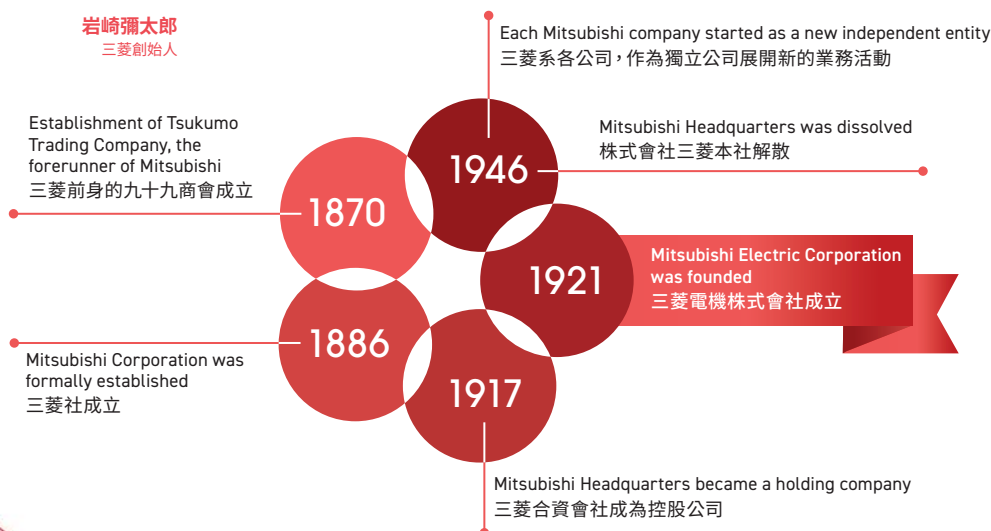 岩崎彌太郎
三菱創始人
Each Mitsubishi company started as a new independent entity
三菱系各公司，作為獨立公司展開新的業務活動
Establishment of Tsukumo
Trading Company, the
forerunner of Mitsubishi
三菱前身的九十九商會成立
Mitsubishi Headquarters was dissolved
株式會社三菱本社解散
1946
1870
Mitsubishi Electric Corporation
was founded
三菱電機株式會社成立
1921
1886
Mitsubishi Corporation was
formally established
三菱社成立
1917
Mitsubishi Headquarters became a holding company
三菱合資會社成為控股公司